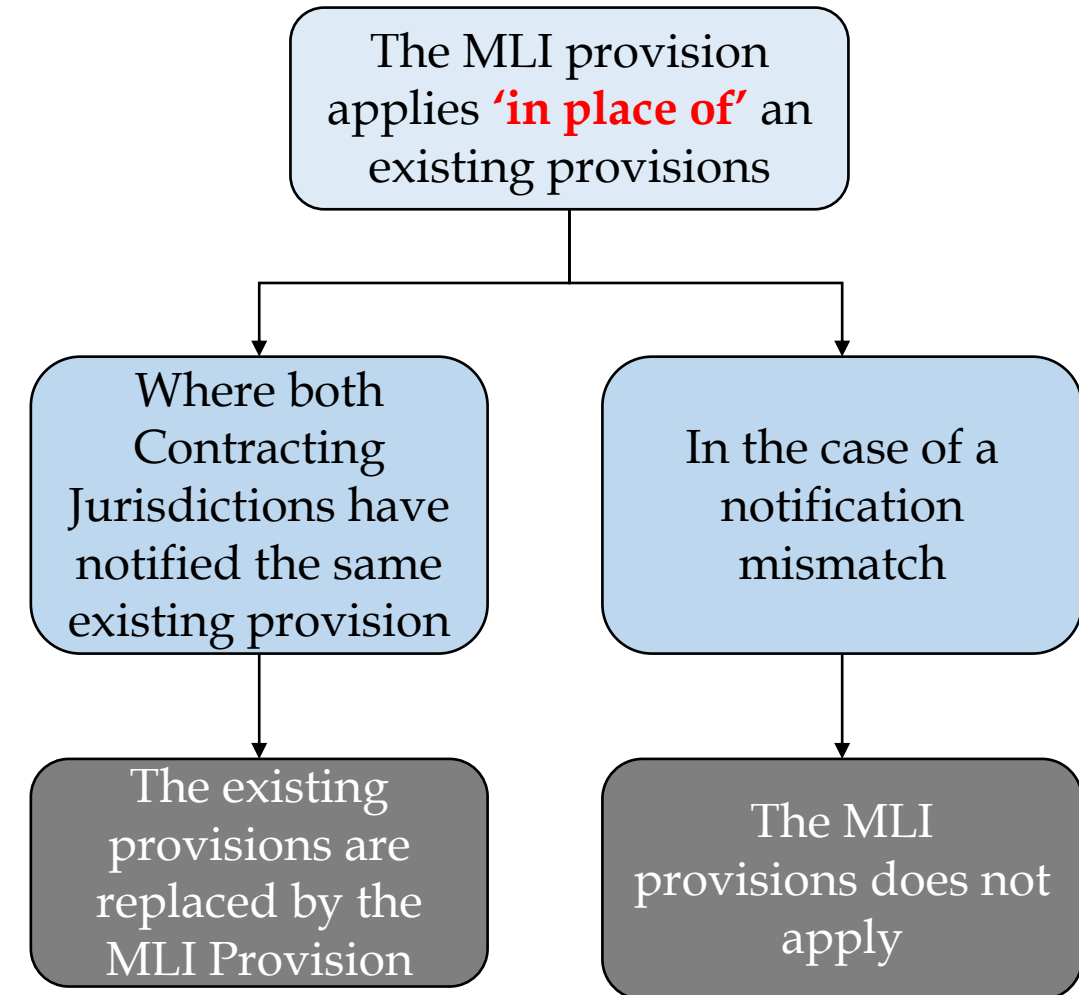 The MLI provision
applies ‘in place of’ an
existing provisions
Where both
Contracting
Jurisdictions have
notified the same
existing provision
In the case of a
notification
mismatch
The existing
provisions are
replaced by the
MLI Provision
The MLI
provisions does not
apply